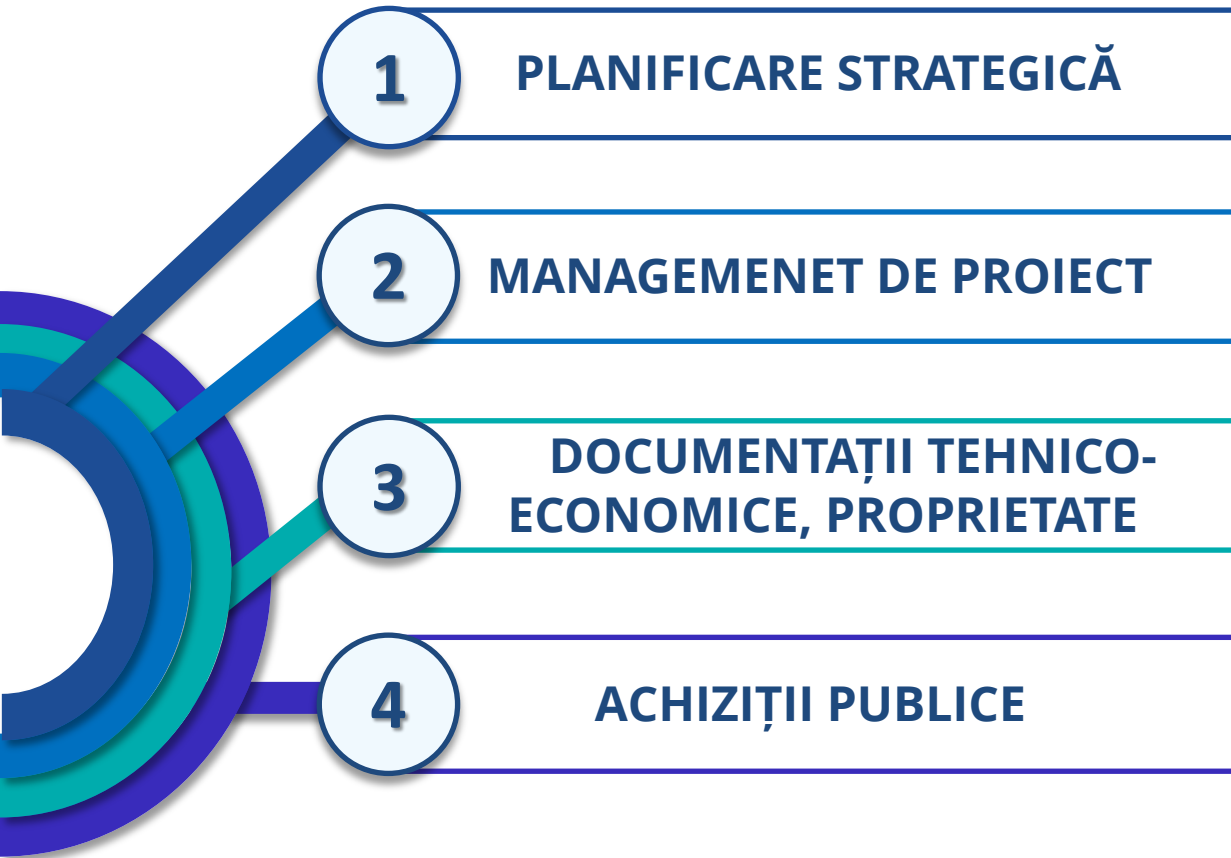 1
PLANIFICARE STRATEGICĂ
2
MANAGEMENET DE PROIECT
3
DOCUMENTAȚII TEHNICO-
ECONOMICE, PROPRIETATE
4
ACHIZIȚII PUBLICE